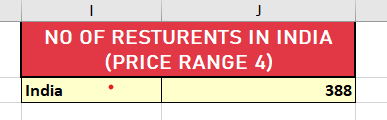 I J
NO OF RESTURENTS IN INDIA
(PRICE RANGE 4)
India 388